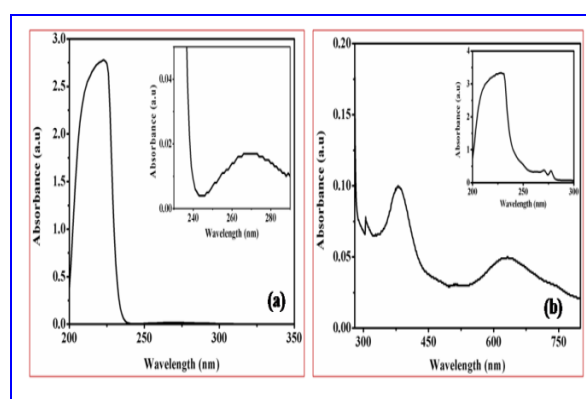 3.0
2.5
2.0
1.5
1.0
0.5
0.0
200 250 300 350
Wavelength (nm)
Absorbance (a.u)
0.04
0.02
0.00
240 260 280
Wavelength (nm)
Absorbance (a.u)
(a)
0.20
0.15
0.10
0.05
0.00
300 450 600 750
Wavelength (nm)
Absorbance (a.u)
4
3
2
1
0
200 250 300
Wavelength (nm)
Absorbance (a.u)
(b)